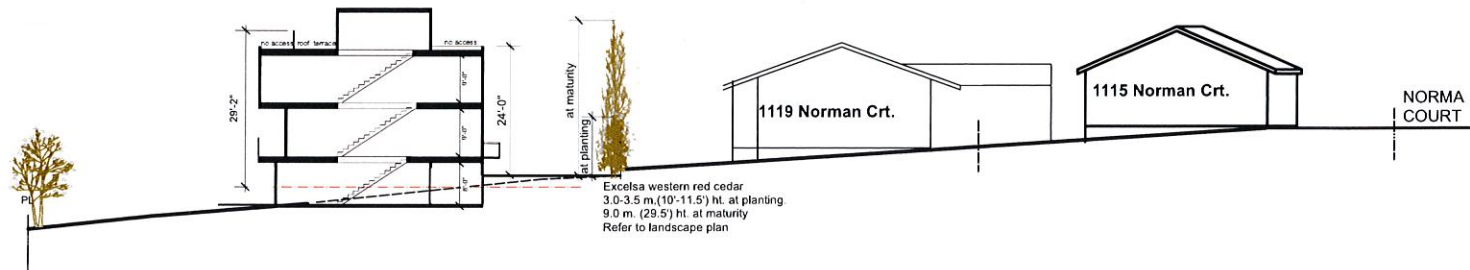 no access roof terrace
no access
29'-2"
9'-0"
9'-0"
8'-0"
24'-0"
at maturity
at planting
PL
Excelsa western red cedar
3.0-3.5 m,(10'-11.5') ht. at planting.
9.0 m. (29.5') ht. at maturity
Refer to landscape plan
1119 Norman Crt.
1115 Norman Crt.
NORMA
COURT